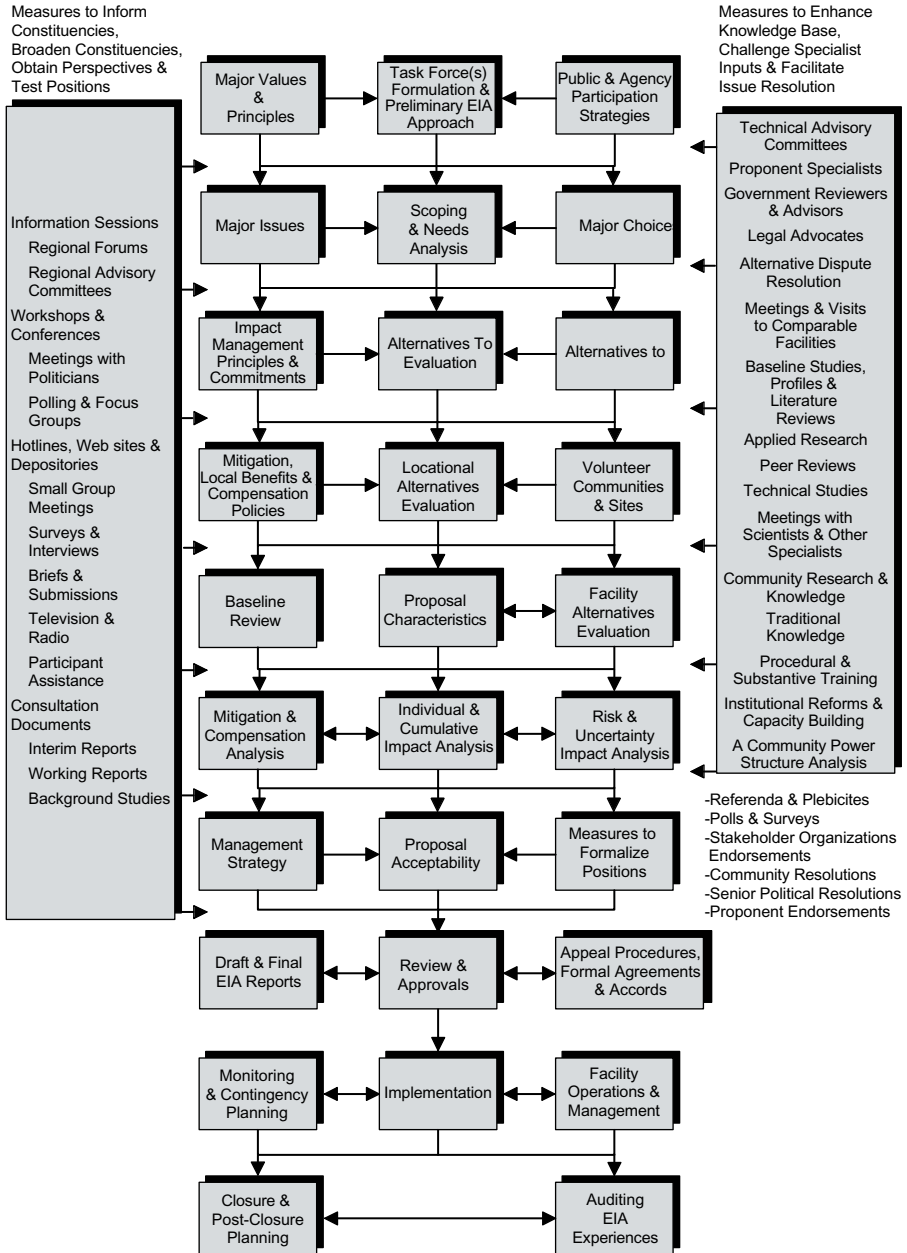 Measures to Inform
Constituencies,
Broaden Constituencies,
Obtain Perspectives &
Test Positions
Information Sessions
Regional Forums
Regional Advisory
Committees
Workshops &
Conferences
Meetings with
Politicians
Polling & Focus
Groups
Hotlines, Web sites &
Depositories
Small Group
Meetings
Surveys &
Interviews
Briefs &
Submissions
Television &
Radio
Participant
Assistance
Consultation
Documents
Interim Reports
Working Reports
Background Studies
Major Values
&
Principles
Task Force(s)
Formulation &
Preliminary EIA
Approach
Public & Agency
Participation
Strategies
Major Issues
Scoping
& Needs
Analysis
Major Choice
Impact
Management
Principles &
Commitments
Alternatives To
Evaluation
Alternatives to
Mitigation,
Local Benefits &
Compensation
Policies
Locational
Alternatives
Evaluation
Volunteer
Communities
& Sites
Baseline
Review
Proposal
Characteristics
Facility
Alternatives
Evaluation
Mitigation &
Compensation
Analysis
Individual &
Cumulative
Impact Analysis
Risk &
Uncertainty
Impact Analysis
Management
Strategy
Proposal
Acceptability
Measures to
Formalize
Positions
Draft & Final
EIA Reports
Review &
Approvals
Appeal Procedures,
Formal Agreements
& Accords
Monitoring
& Contingency
Planning
Implementation
Facility
Operations &
Management
Closure &
Post-Closure
Planning
Auditing
EIA
Experiences
Measures to Enhance
Knowledge Base,
Challenge Specialist
Inputs & Facilitate
Issue Resolution
Technical Advisory
Committees
Proponent Specialists
Government Reviewers
& Advisors
Legal Advocates
Alternative Dispute
Resolution
Meetings & Visits
to Comparable
Facilities
Baseline Studies,
Profiles &
Literature
Reviews
Applied Research
Peer Reviews
Technical Studies
Meetings with
Scientists & Other
Specialists
Community Research &
Knowledge
Traditional
Knowledge
Procedural &
Substantive Training
Institutional Reforms &
Capacity Building
A Community Power
Structure Analysis
-Referenda & Plebicites
-Polls & Surveys
-Stakeholder Organizations
Endorsements
-Community Resolutions
-Senior Political Resolutions
-Proponent Endorsements